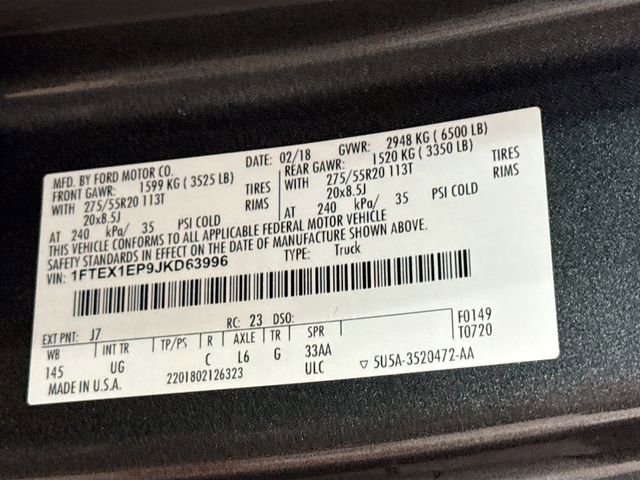 MFD. BY FORD MOTOR CO. DATE: 02/18 GVWR: 2948 KG ( 6500 LB)
FRONT GAWR: 1599 KG ( 3525 LB) REAR GAWR: 1520 KG ( 3350 LB)
WITH 275/55R20 113T TIRES WITH 275/55R20 113T TIRES
20x8.5J RIMS 20x8.5J RIMS
AT 240 kPa/ 35 PSI COLD AT 240 kPa/ 35 PSI COLD
THIS VEHICLE CONFORMS TO ALL APPLICABLE FEDERAL MOTOR VEHICLE
SAFETY STANDARDS IN EFFECT ON THE DATE OF MANUFACTURE SHOWN ABOVE.
VIN: 1FTEX1EP9JKD63996 TYPE: Truck
EXT PNT: J7 RC: 23 DSO: F0149
WB INT TR TP/PS R AXLE TR SPR T0720
145 UG C L6 G 33AA 5U5A-3520472-AA
MADE IN U.S.A. 2201802126323 ULC